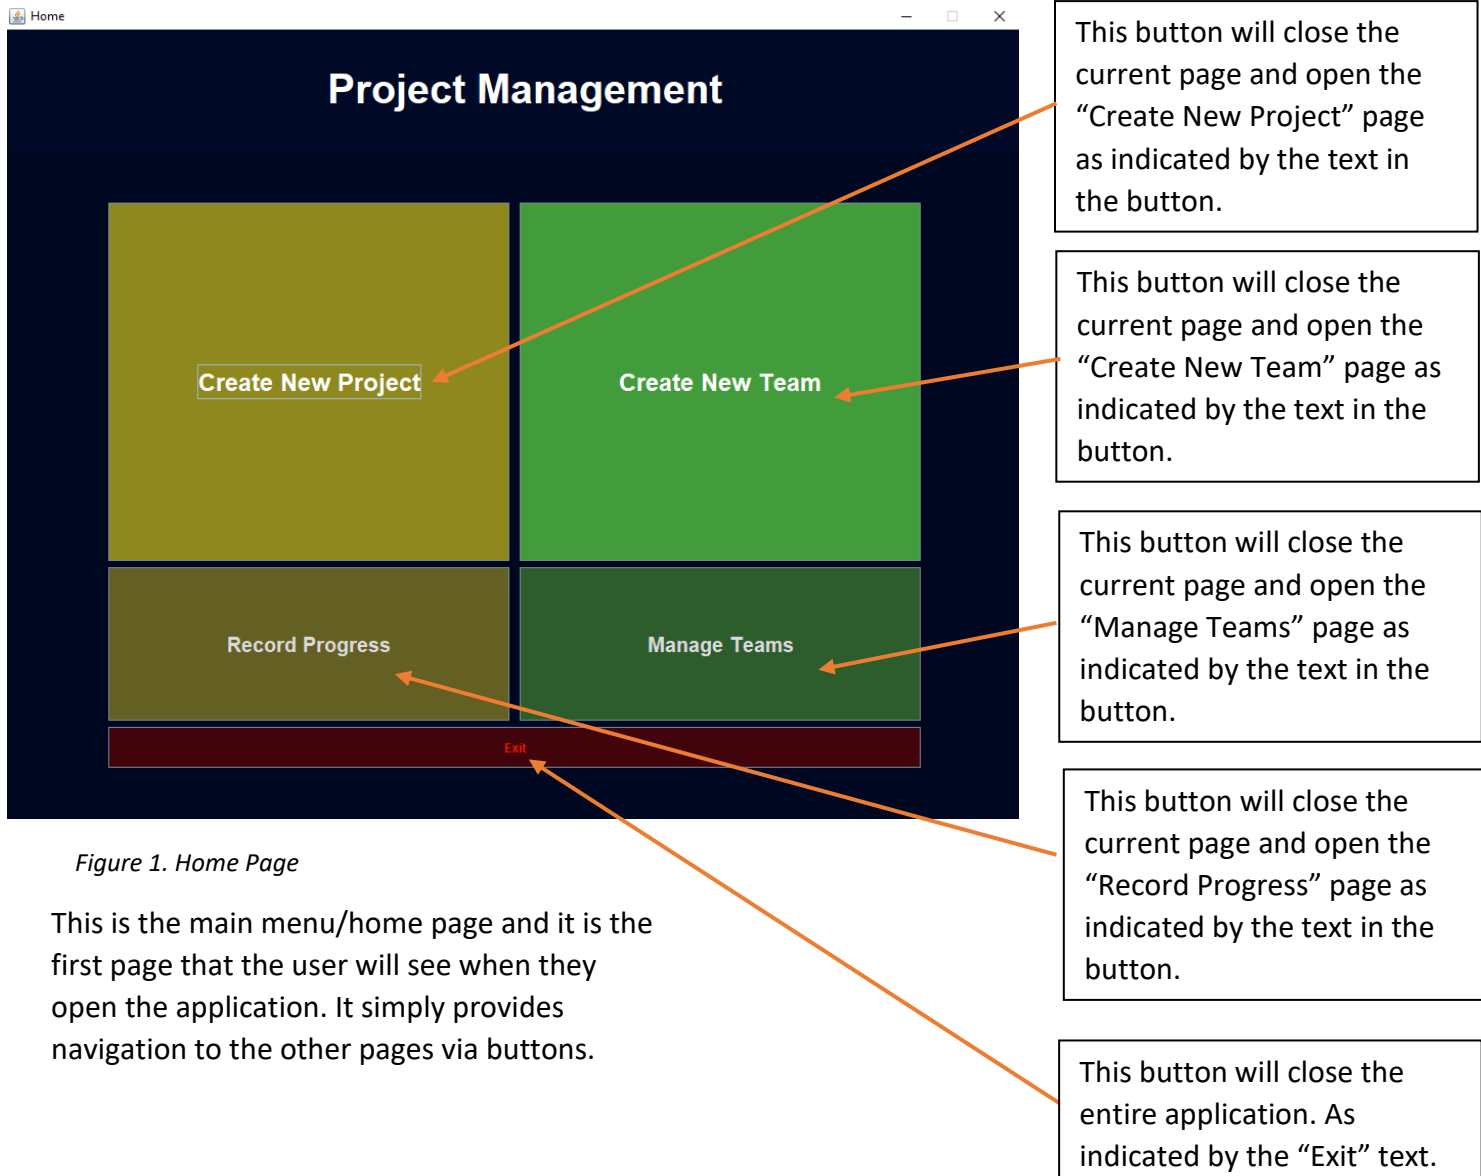 Home
Project Management
Create New Project
Create New Team
Record Progress
Manage Teams
Exit
Figure 1. Home Page
This is the main menu/home page and it is the
first page that the user will see when they
open the application. It simply provides
navigation to the other pages via buttons.
This button will close the
current page and open the
“Create New Project” page
as indicated by the text in
the button.
This button will close the
current page and open the
“Create New Team” page as
indicated by the text in the
button.
This button will close the
current page and open the
“Manage Teams” page as
indicated by the text in the
button.
This button will close the
current page and open the
“Record Progress” page as
indicated by the text in the
button.
This button will close the
entire application. As
indicated by the “Exit” text.